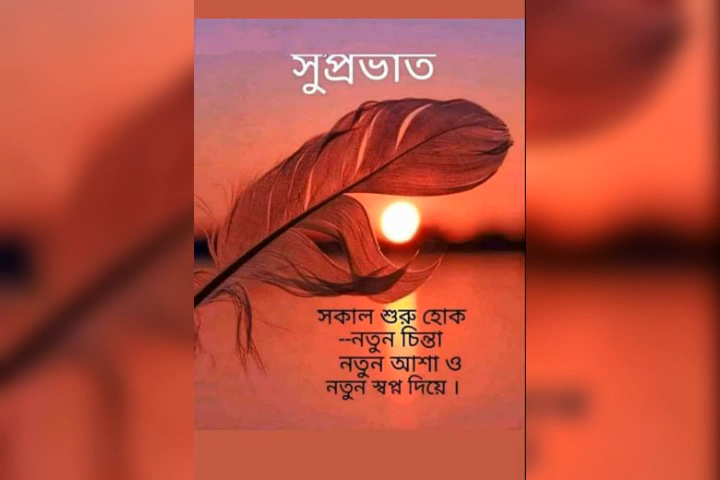 সুপ্রভাত
সকাল শুরু হোক
--নতুন চিন্তা
নতুন আশা ও
নতুন স্বপ্ন দিয়ে ।